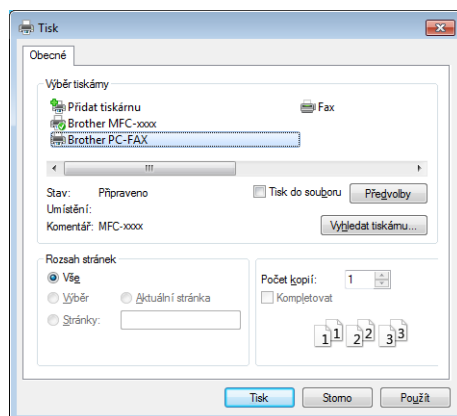 Tisk
Obecné
Výběr tiskárny
Přidat tiskárnu
Fax
Brother MFC-xxxx
Brother PC-FAX
Stav: Připraveno
Tisk do souboru
Předvolby
Umístění:
Komentář: MFC-xxxx
Vyhledat tiskárnu...
Rozsah stránek
Vše
Počet kopií: 1
Výběr
Aktuální stránka
Kompletovat
Stránky:
1 1 2 2 3 3
Tisk
Storno
Použít